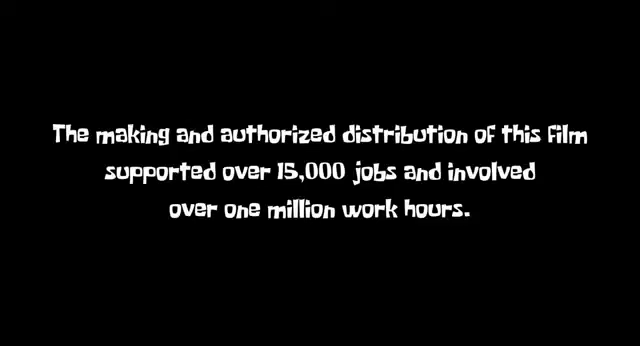 The making and authorized distribution of this film
supported over 15,000 jobs and involved
over one million work hours.